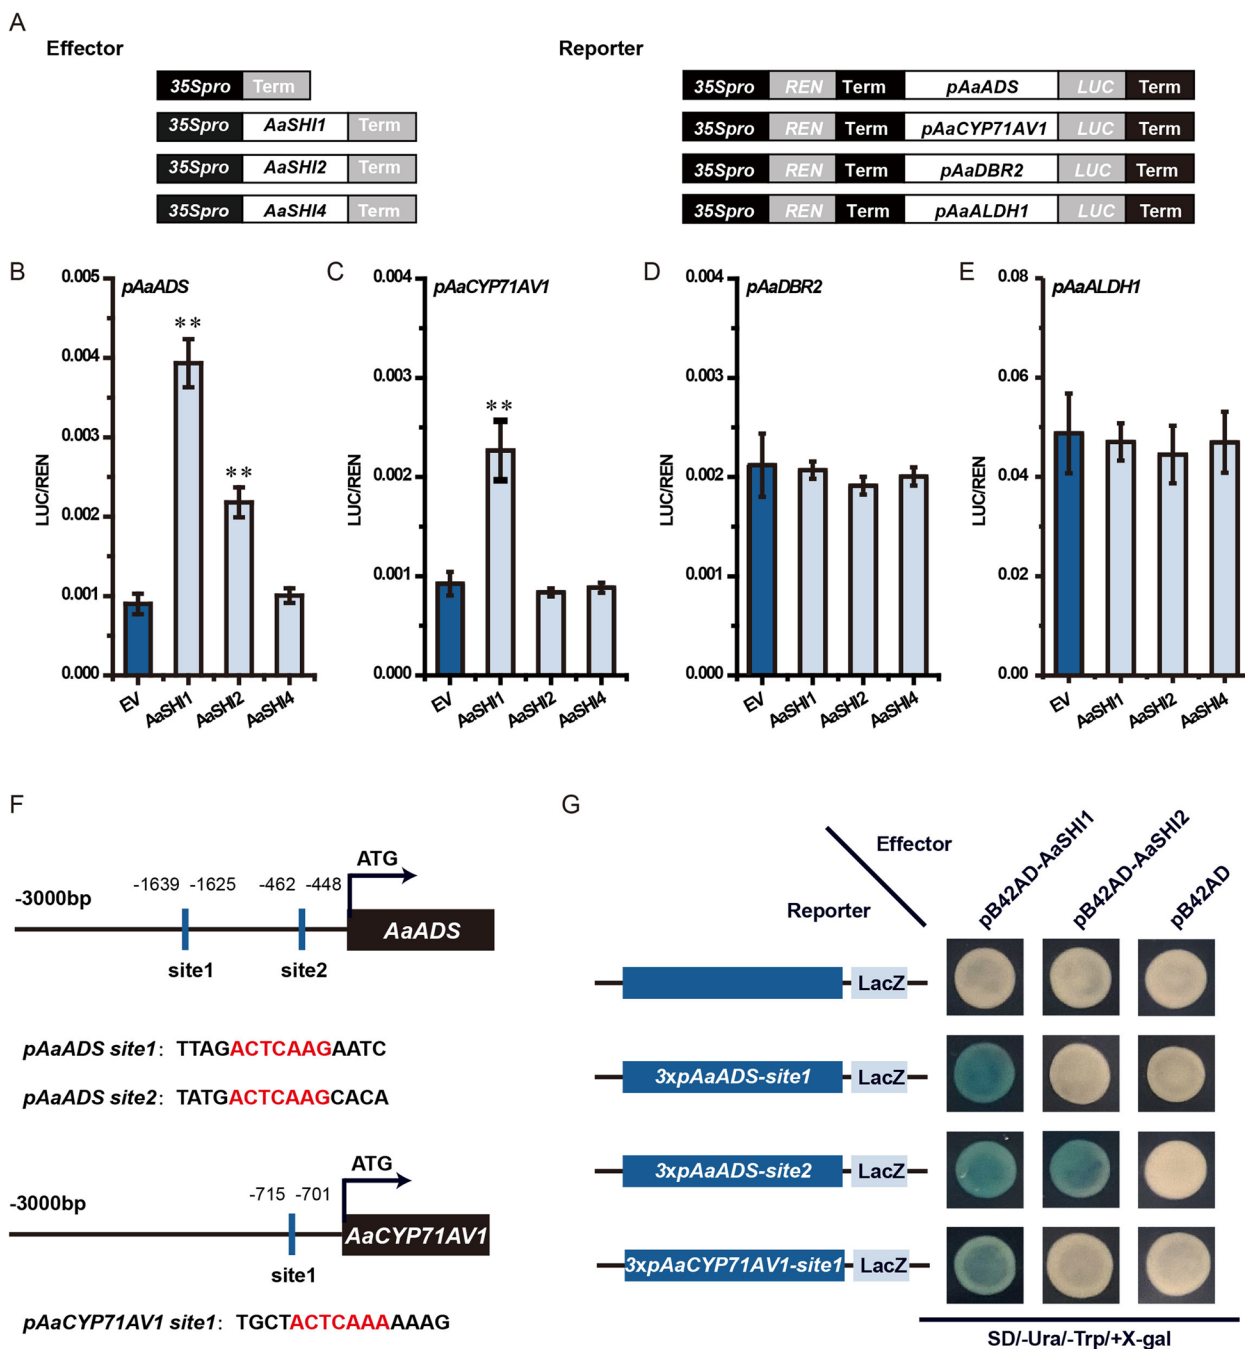 A
Effector
Reporter
35Spro Term
35Spro AaSHI1 Term
35Spro AaSHI2 Term
35Spro AaSHI4 Term
35Spro REN Term pAaADS LUC Term
35Spro REN Term pAaCYP71AV1 LUC Term
35Spro REN Term pAaDBR2 LUC Term
35Spro REN Term pAaALDH1 LUC Term
B
pAaADS
LUC/REN
0.005
0.004
0.003
0.002
0.001
0.000
**
**
EV AaSHI1 AaSHI2 AaSHI4
C
pAaCYP71AV1
LUC/REN
0.004
0.003
0.002
0.001
0.000
**
EV AaSHI1 AaSHI2 AaSHI4
D
pAaDBR2
LUC/REN
0.004
0.003
0.002
0.001
0.000
EV AaSHI1 AaSHI2 AaSHI4
E
pAaALDH1
LUC/REN
0.08
0.06
0.04
0.02
0.00
EV AaSHI1 AaSHI2 AaSHI4
F
-3000bp
-1639 -1625 -462 -448
ATG
AaADS
site1 site2
pAaADS site1: TTAGACTCAAGAATC
pAaADS site2: TATGACTCAAGCACA
-3000bp
-715 -701
ATG
AaCYP71AV1
site1
pAaCYP71AV1 site1: TGCTACTCAAAAAAG
G
Effector
Reporter
pB42AD-AaSHI1
pB42AD-AaSHI2
pB42AD
LacZ
3xpAaADS-site1 LacZ
3xpAaADS-site2 LacZ
3xpAaCYP71AV1-site1 LacZ
SD/-Ura/-Trp/+X-gal